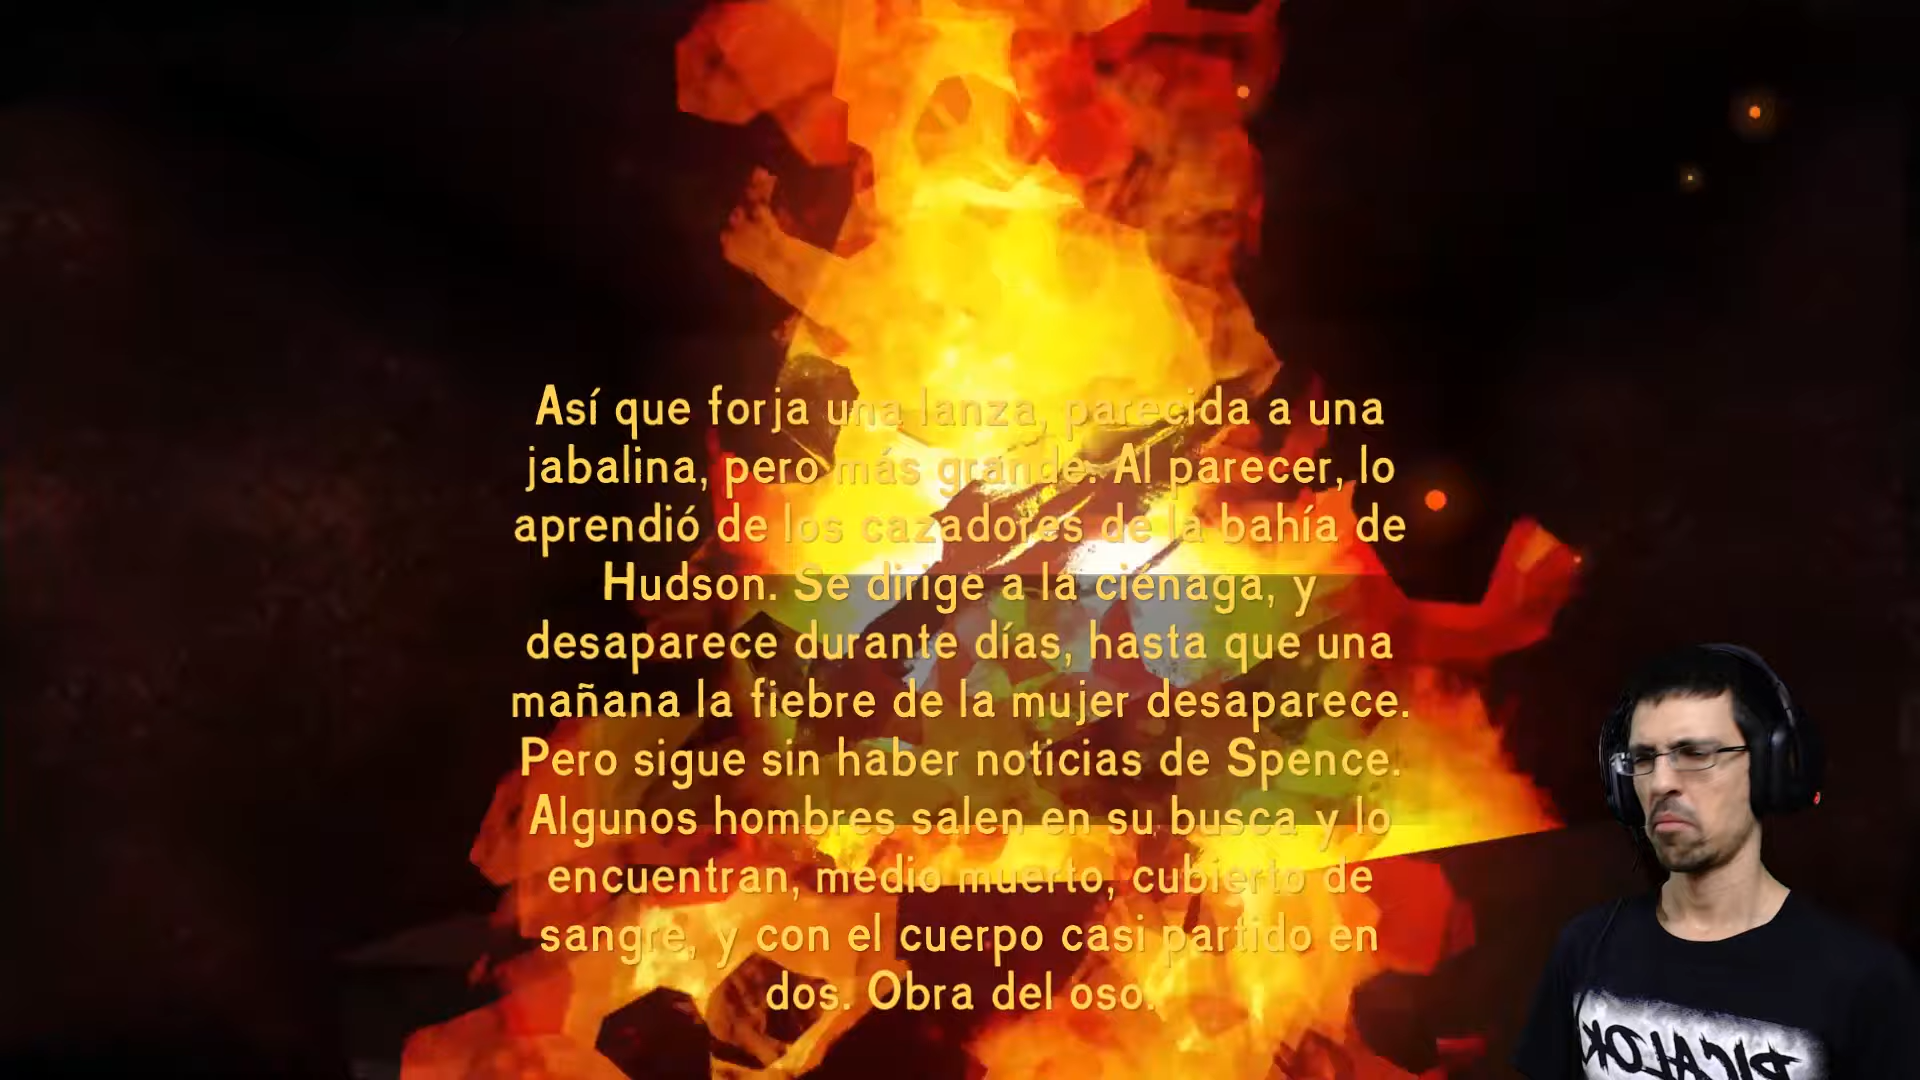 Así que forja una lanza, parecida a una
jabalina, pero más grande. Al parecer, lo
aprendió de los cazadores de la bahía de
Hudson. Se dirige a la ciénaga, y
desaparece durante días, hasta que una
mañana la fiebre de la mujer desaparece.
Pero sigue sin haber noticias de Spence.
Algunos hombres salen en su busca y lo
encuentran, medio muerto, cubierto de
sangre, y con el cuerpo casi partido en
dos. Obra del oso.